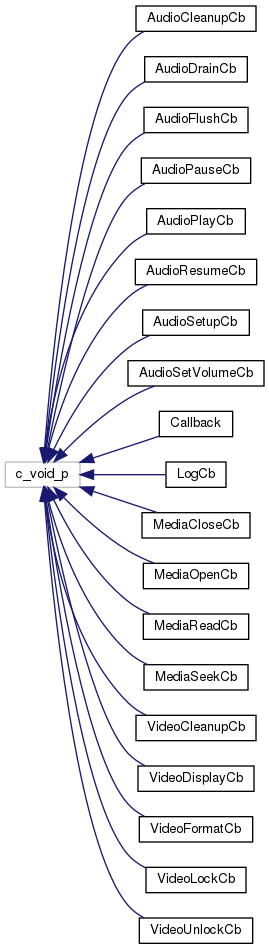 AudioCleanupCb
AudioDrainCb
AudioFlushCb
AudioPauseCb
AudioPlayCb
AudioResumeCb
AudioSetupCb
AudioSetVolumeCb
Callback
c_void_p
LogCb
MediaCloseCb
MediaOpenCb
MediaReadCb
MediaSeekCb
VideoCleanupCb
VideoDisplayCb
VideoFormatCb
VideoLockCb
VideoUnlockCb